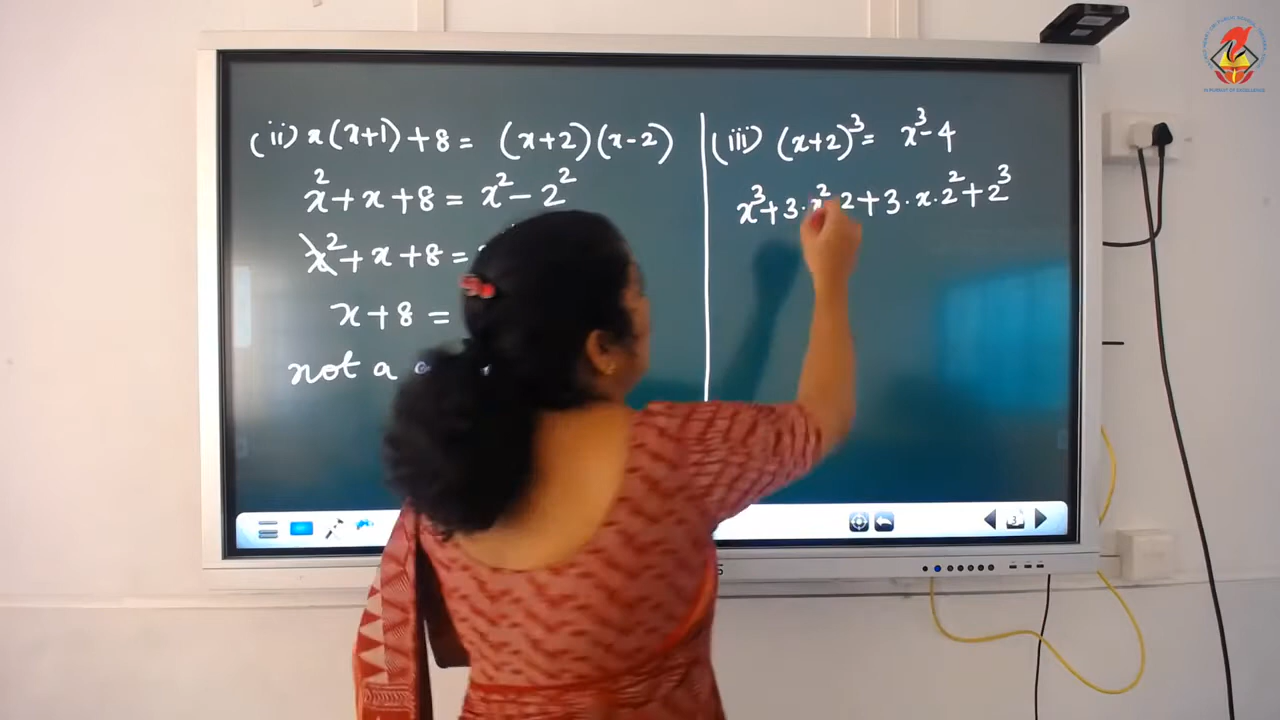 (ii) x(x+1)+8 = (x+2)(x-2)
x²+x+8 = x²-2²
x²+x+8 =
x+8 =
not a
(iii) (x+2)³ = x³-4
x³+3·x²·2+3·x·2²+2³
3